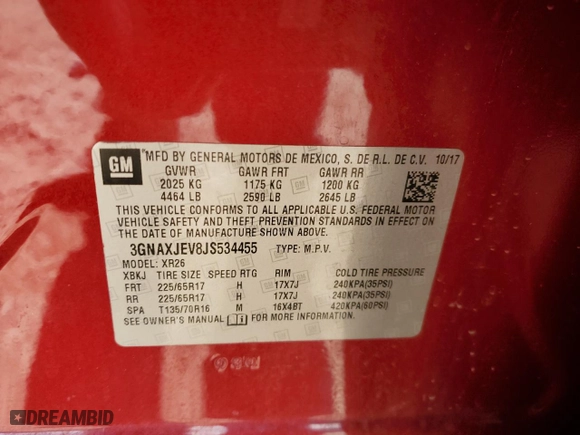 GM
MFD BY GENERAL MOTORS DE MEXICO, S. DE R.L. DE C.V. 10/17
GVWR GAWR FRT GAWR RR
2025 KG 1175 KG 1200 KG
4464 LB 2590 LB 2645 LB
THIS VEHICLE CONFORMS TO ALL APPLICABLE U.S. FEDERAL MOTOR
VEHICLE SAFETY AND THEFT PREVENTION STANDARDS IN EFFECT ON
THE DATE OF MANUFACTURE SHOWN ABOVE.
3GNAXJEV8JS534455 TYPE: M.P.V.
MODEL: XR26
XBKJ TIRE SIZE SPEED RTG RIM COLD TIRE PRESSURE
FRT 225/65R17 H 17X7J 240KPA(35PSI)
RR 225/65R17 H 17X7J 240KPA(35PSI)
SPA T135/70R16 M 16X4BT 420KPA(60PSI)
SEE OWNER'S MANUAL FOR MORE INFORMATION.
DREAMBID